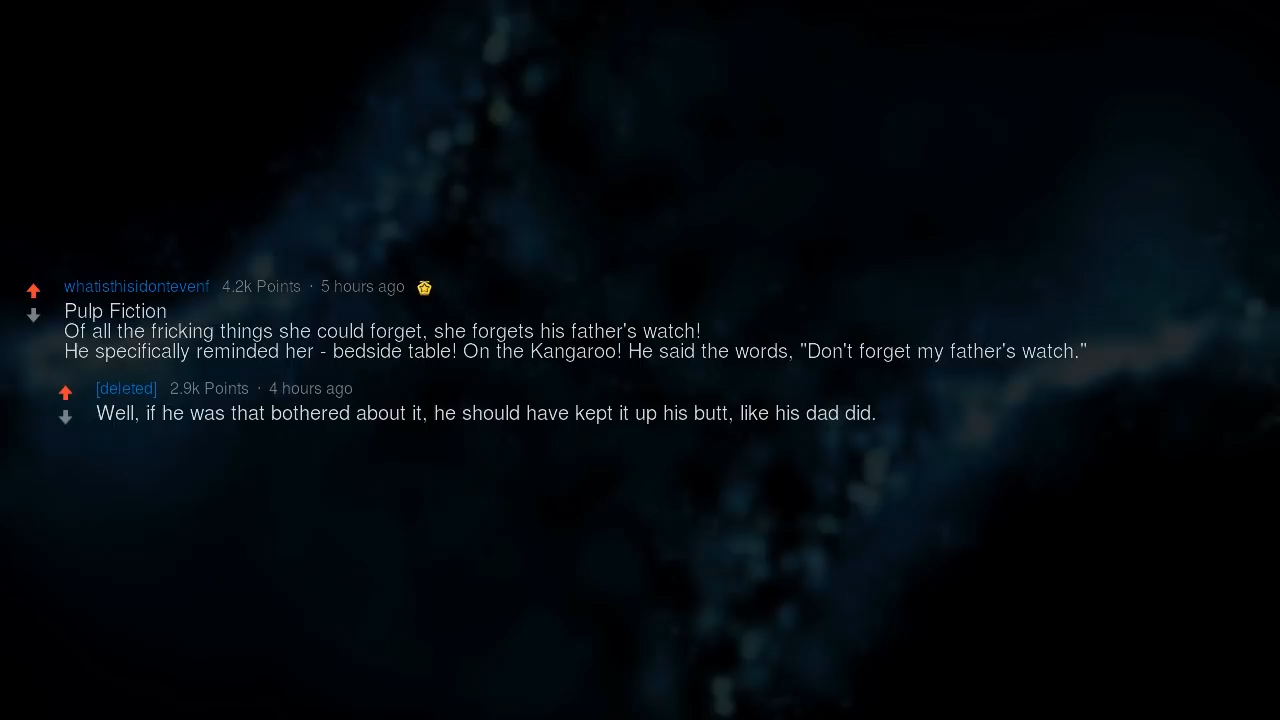 whatisthisidontevenf 4.2k Points · 5 hours ago
Pulp Fiction
Of all the fricking things she could forget, she forgets his father's watch!
He specifically reminded her - bedside table! On the Kangaroo! He said the words, "Don't forget my father's watch."
[deleted] 2.9k Points · 4 hours ago
Well, if he was that bothered about it, he should have kept it up his butt, like his dad did.